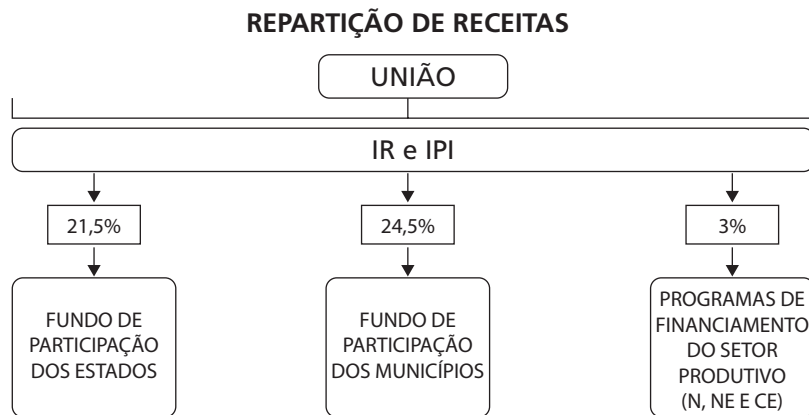 REPARTIÇÃO DE RECEITAS
UNIÃO
IR e IPI
21,5%
24,5%
3%
FUNDO DE
PARTICIPAÇÃO
DOS ESTADOS
FUNDO DE
PARTICIPAÇÃO
DOS MUNICÍPIOS
PROGRAMAS DE
FINANCIAMENTO
DO SETOR
PRODUTIVO
(N, NE E CE)